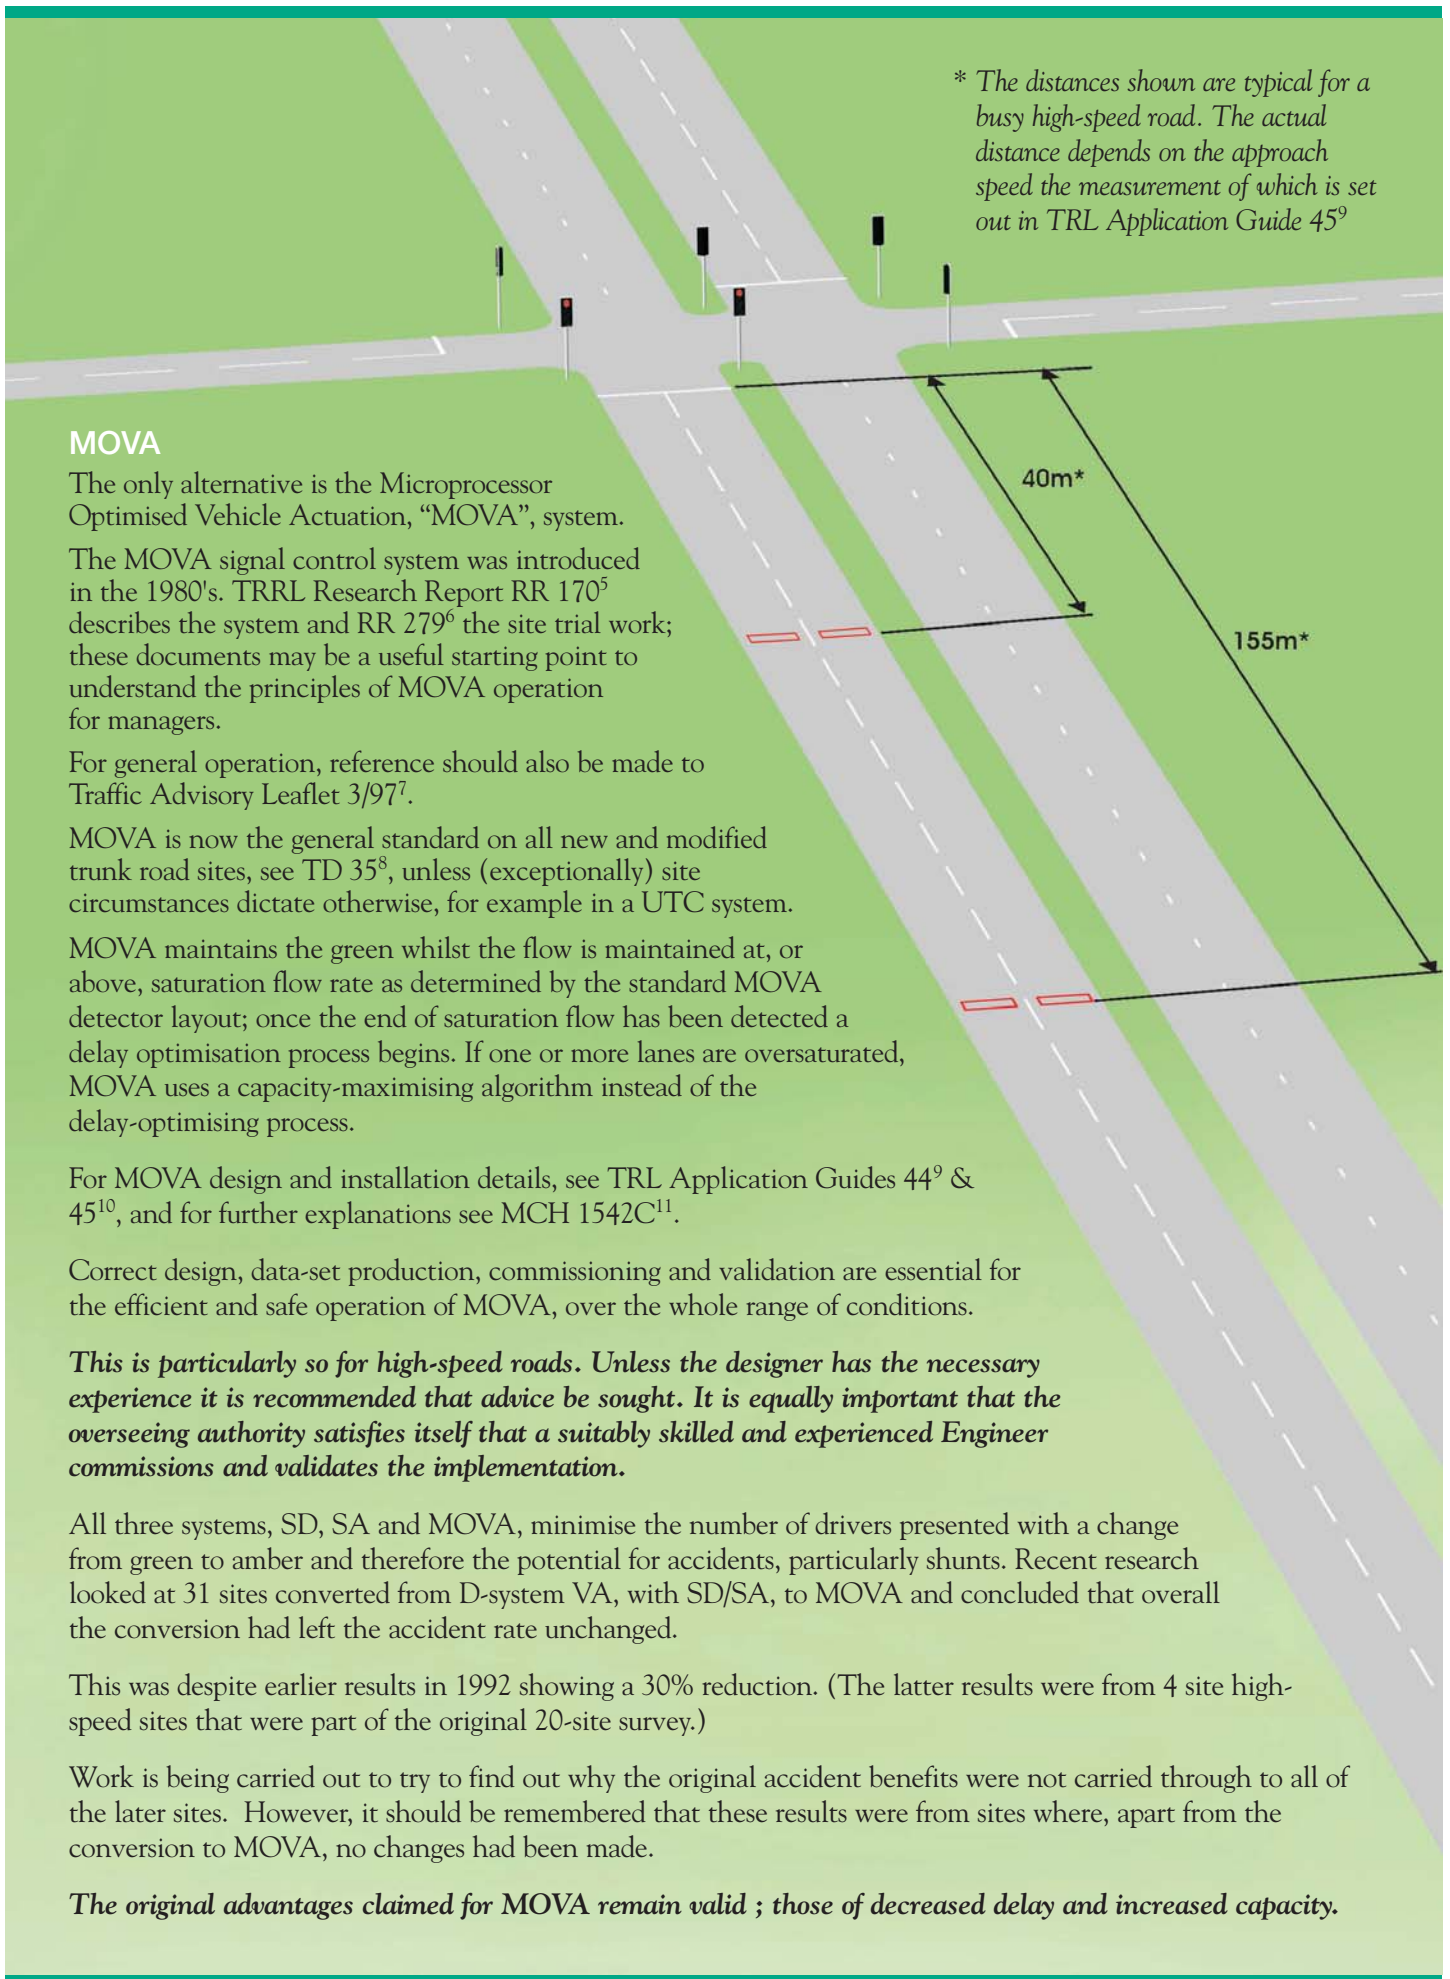 * The distances shown are typical for a
busy high-speed road. The actual
distance depends on the approach
speed the measurement of which is set
out in TRL Application Guide 45⁹
40m*
155m*
MOVA
The only alternative is the Microprocessor
Optimised Vehicle Actuation, “MOVA”, system.
The MOVA signal control system was introduced
in the 1980's. TRRL Research Report RR 170⁵
describes the system and RR 279⁶ the site trial work;
these documents may be a useful starting point to
understand the principles of MOVA operation
for managers.
For general operation, reference should also be made to
Traffic Advisory Leaflet 3/97⁷.
MOVA is now the general standard on all new and modified
trunk road sites, see TD 35⁸, unless (exceptionally) site
circumstances dictate otherwise, for example in a UTC system.
MOVA maintains the green whilst the flow is maintained at, or
above, saturation flow rate as determined by the standard MOVA
detector layout; once the end of saturation flow has been detected a
delay optimisation process begins. If one or more lanes are oversaturated,
MOVA uses a capacity-maximising algorithm instead of the
delay-optimising process.
For MOVA design and installation details, see TRL Application Guides 44⁹ &
45¹⁰, and for further explanations see MCH 1542C¹¹.
Correct design, data-set production, commissioning and validation are essential for
the efficient and safe operation of MOVA, over the whole range of conditions.
This is particularly so for high-speed roads. Unless the designer has the necessary
experience it is recommended that advice be sought. It is equally important that the
overseeing authority satisfies itself that a suitably skilled and experienced Engineer
commissions and validates the implementation.
All three systems, SD, SA and MOVA, minimise the number of drivers presented with a change
from green to amber and therefore the potential for accidents, particularly shunts. Recent research
looked at 31 sites converted from D-system VA, with SD/SA, to MOVA and concluded that overall
the conversion had left the accident rate unchanged.
This was despite earlier results in 1992 showing a 30% reduction. (The latter results were from 4 site high-
speed sites that were part of the original 20-site survey.)
Work is being carried out to try to find out why the original accident benefits were not carried through to all of
the later sites.  However, it should be remembered that these results were from sites where, apart from the
conversion to MOVA, no changes had been made.
The original advantages claimed for MOVA remain valid ; those of decreased delay and increased capacity.